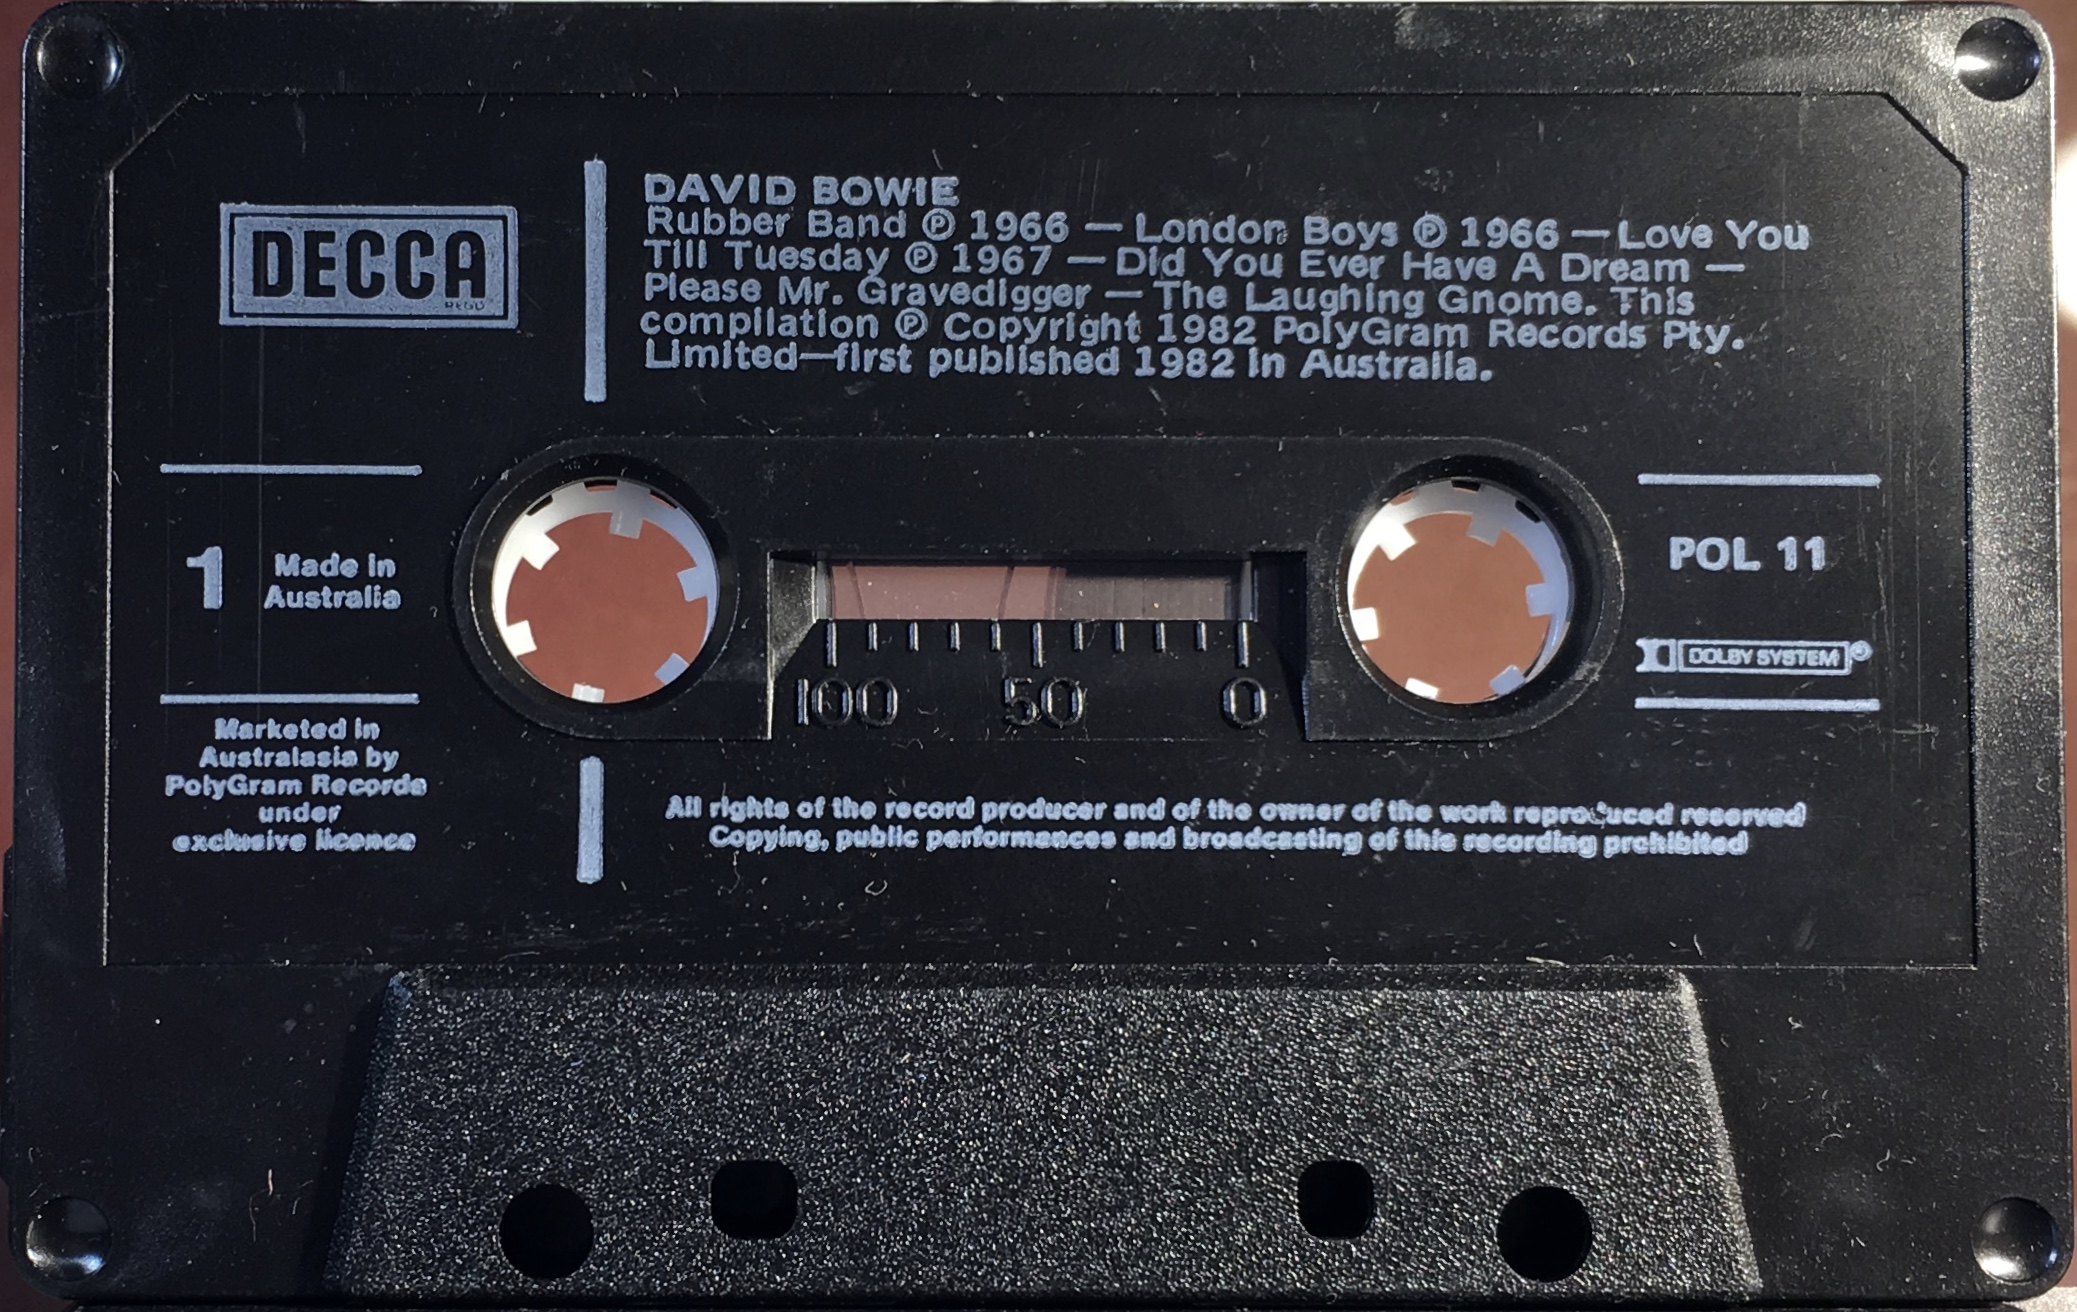 DAVID BOWIE
Rubber Band ℗ 1966 — London Boys ℗ 1966 — Love You
Till Tuesday ℗ 1967 — Did You Ever Have A Dream —
Please Mr. Gravedigger — The Laughing Gnome. This
compilation ℗ Copyright 1982 PolyGram Records Pty.
Limited—first published 1982 in Australia.
DECCA
REGD
1
Made in
Australia
100 50 0
POL 11
DOLBY SYSTEM®
Marketed in
Australasia by
PolyGram Records
under
exclusive licence
All rights of the record producer and of the owner of the work reproduced reserved
Copying, public performances and broadcasting of this recording prohibited